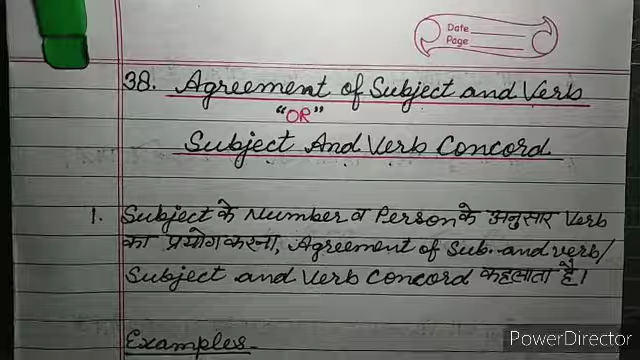 Date
Page
38. Agreement of Subject and Verb
"OR"
Subject And Verb Concord
1. Subject के Number व Person के अनुसार Verb
का प्रयोग करना, Agreement of Sub. and verb/
Subject and Verb Concord कहलाता है।
Examples-
PowerDirector